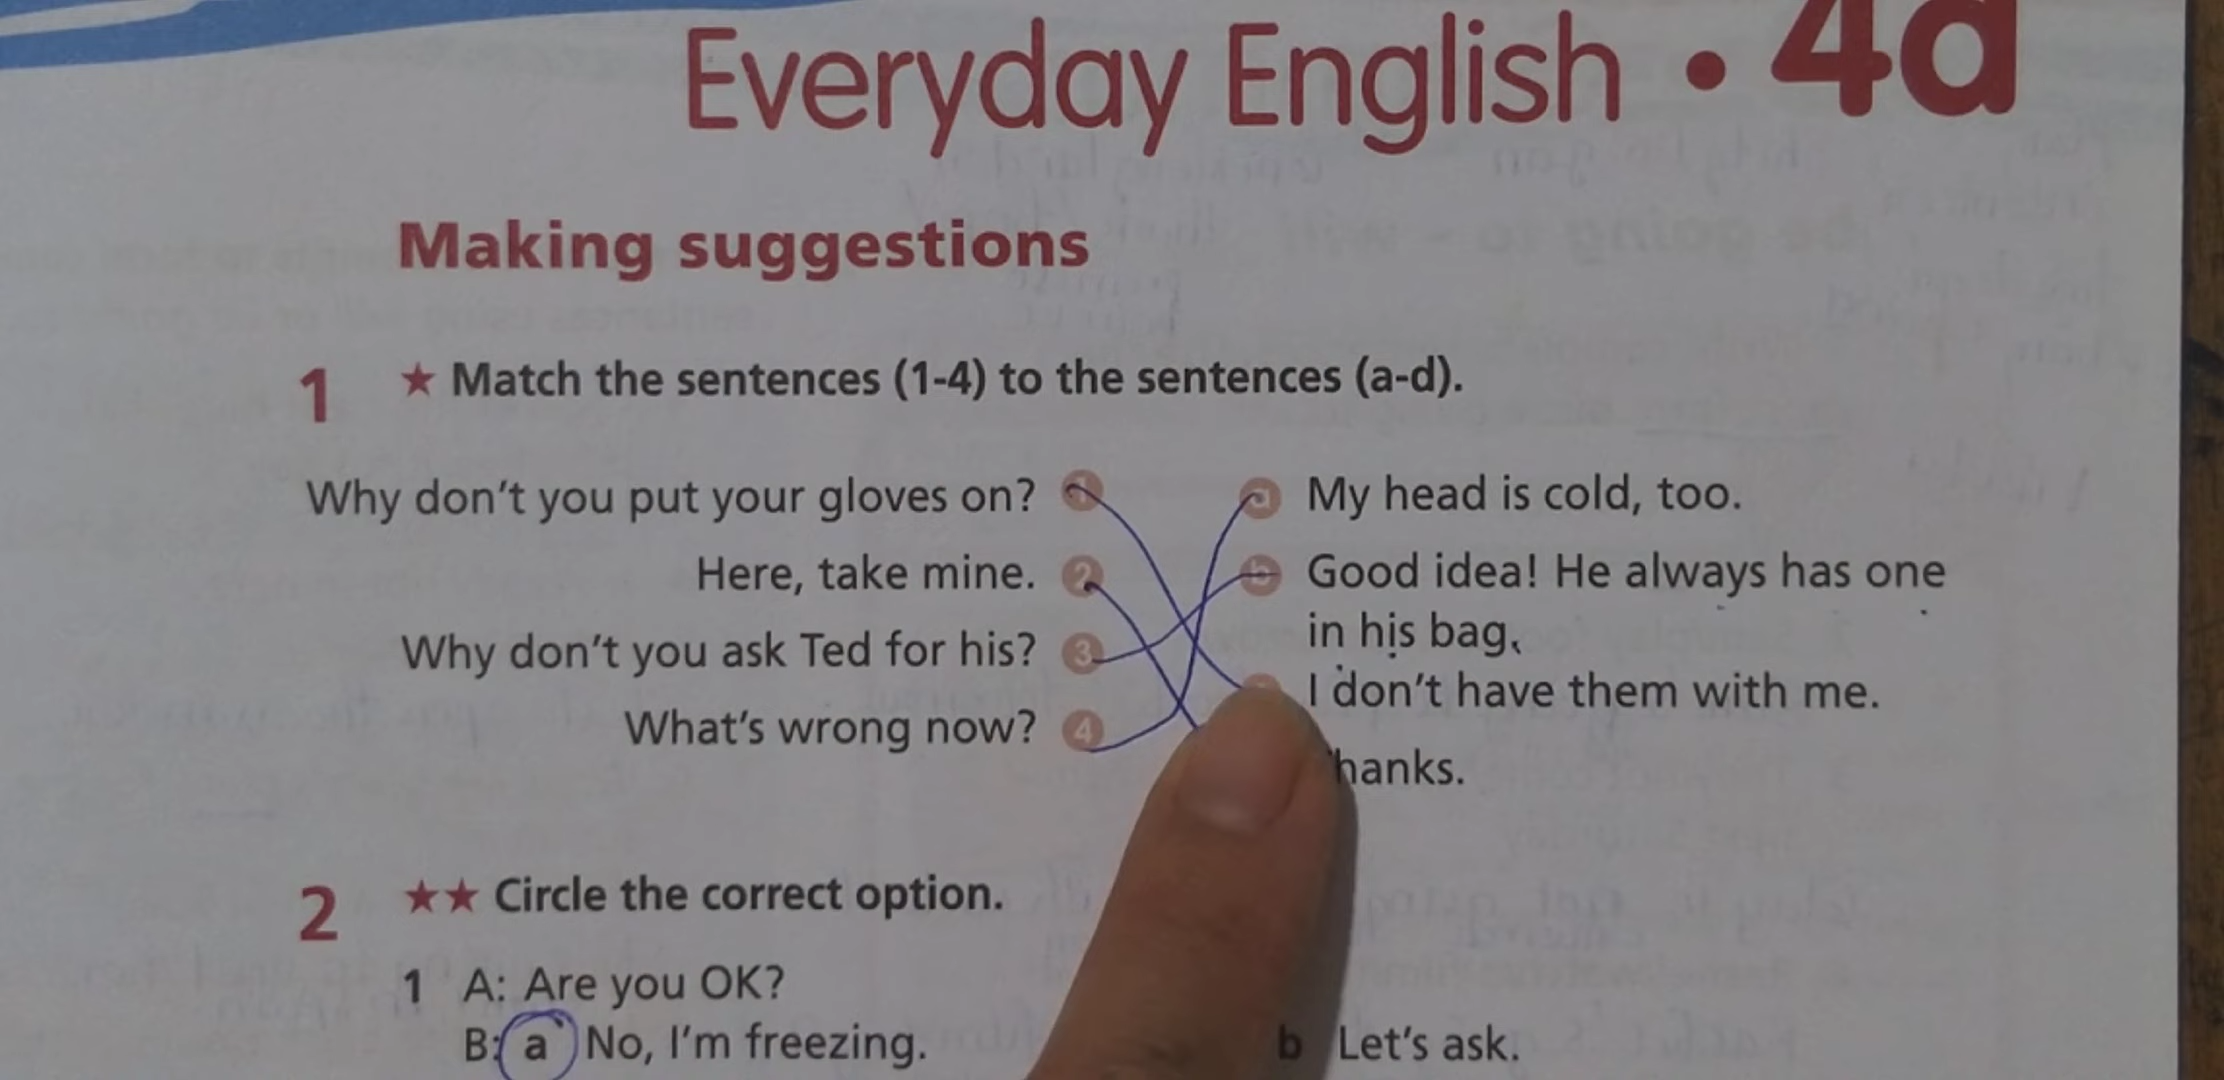 Everyday English • 4d
Making suggestions
1 ★ Match the sentences (1-4) to the sentences (a-d).
Why don't you put your gloves on? 1
a My head is cold, too.
Here, take mine. 2
b Good idea! He always has one
in his bag.
Why don't you ask Ted for his? 3
I don't have them with me.
What's wrong now? 4
hanks.
2 ★★ Circle the correct option.
1 A: Are you OK?
B: a No, I'm freezing.
b Let's ask.